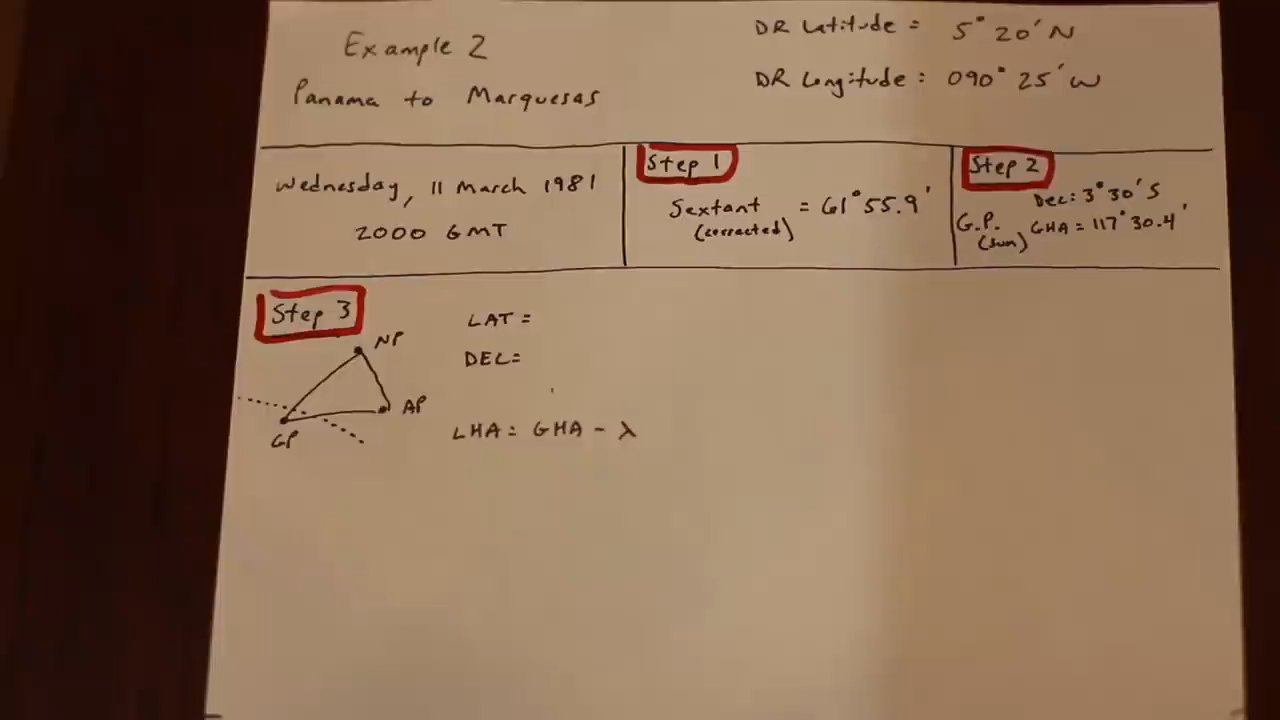 Example 2
Panama to Marquesas
DR Latitude = 5° 20' N
DR Longitude: 090° 25' W
Wednesday, 11 March 1981
2000 GMT
Step 1
Sextant = 61° 55.9'
(corrected)
Step 2
Dec: 3° 30' S
G.P. GHA = 117° 30.4'
(sun)
Step 3
NP
AP
GP
LAT =
DEC=
LHA = GHA - λ